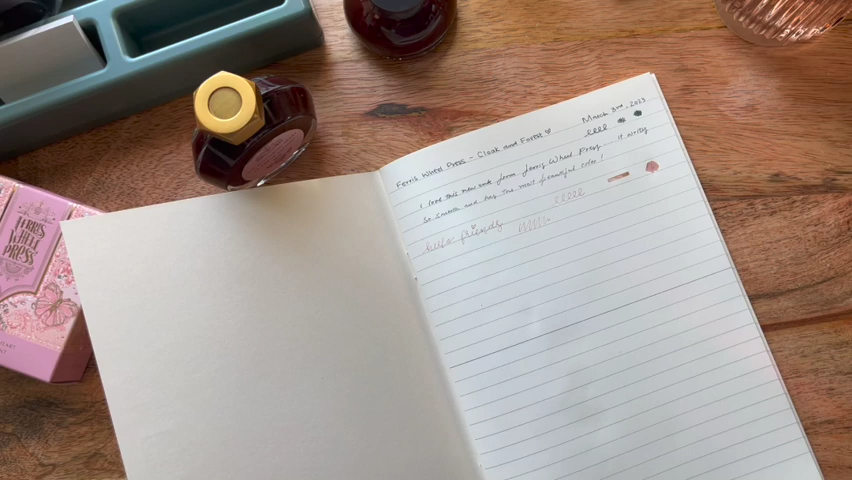 Ferris Wheel Press - Cloak and Forest
March 3rd, 2023
I love this new ink from Ferris Wheel Press. It writes
so smooth and has the most beautiful color!
hello friends
FERRIS
WHEEL
PRESS